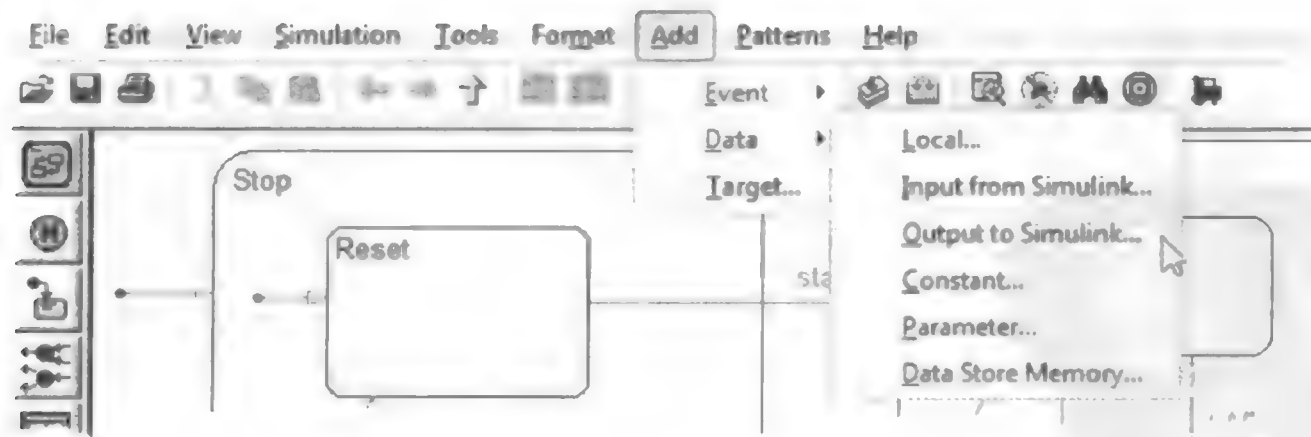 File Edit View Simulation Tools Format Add Patterns Help
Event
Data
Target...
Local...
Input from Simulink...
Output to Simulink...
Constant...
Parameter...
Data Store Memory...
Stop
Reset
sta